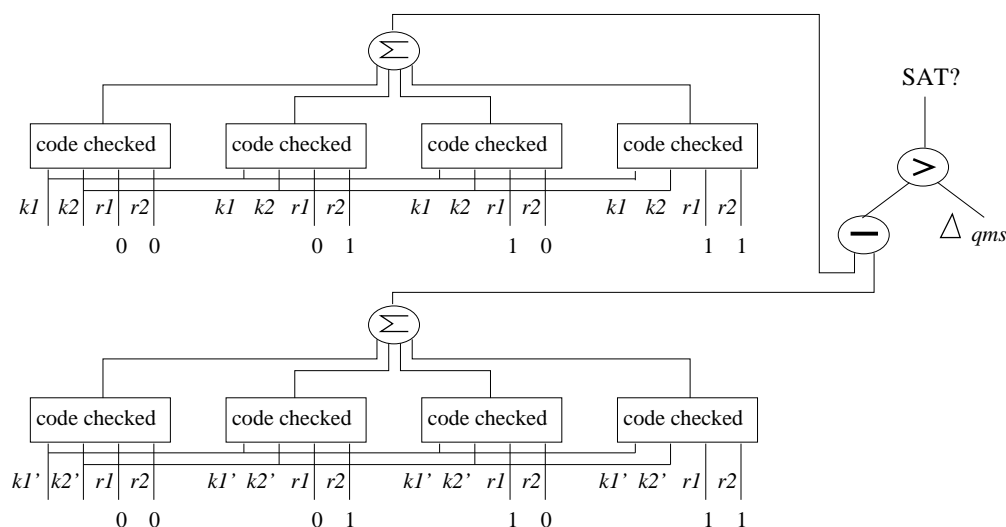 Σ
SAT?
code checked code checked code checked code checked
>
k1 k2 r1 r2 k1 k2 r1 r2 k1 k2 r1 r2 k1 k2 r1 r2
Δ qms
−
0 0 0 1 1 0 1 1
Σ
code checked code checked code checked code checked
k1’ k2’ r1 r2 k1’ k2’ r1 r2 k1’ k2’ r1 r2 k1’ k2’ r1 r2
0 0 0 1 1 0 1 1